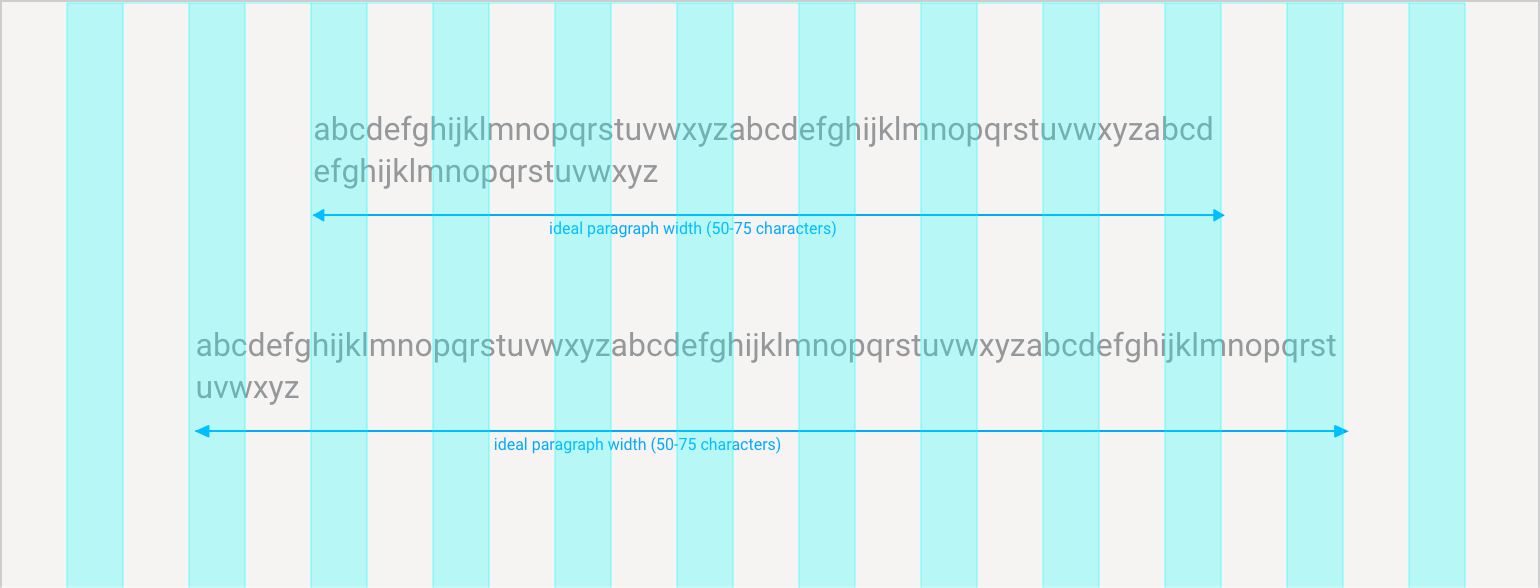 abcdefghijklmnopqrstuvwxyzabcdefghijklmnopqrstuvwxyzabcd
efghijklmnopqrstuvwxyz
ideal paragraph width (50-75 characters)
abcdefghijklmnopqrstuvwxyzabcdefghijklmnopqrstuvwxyzabcdefghijklmnopqrst
uvwxyz
ideal paragraph width (50-75 characters)